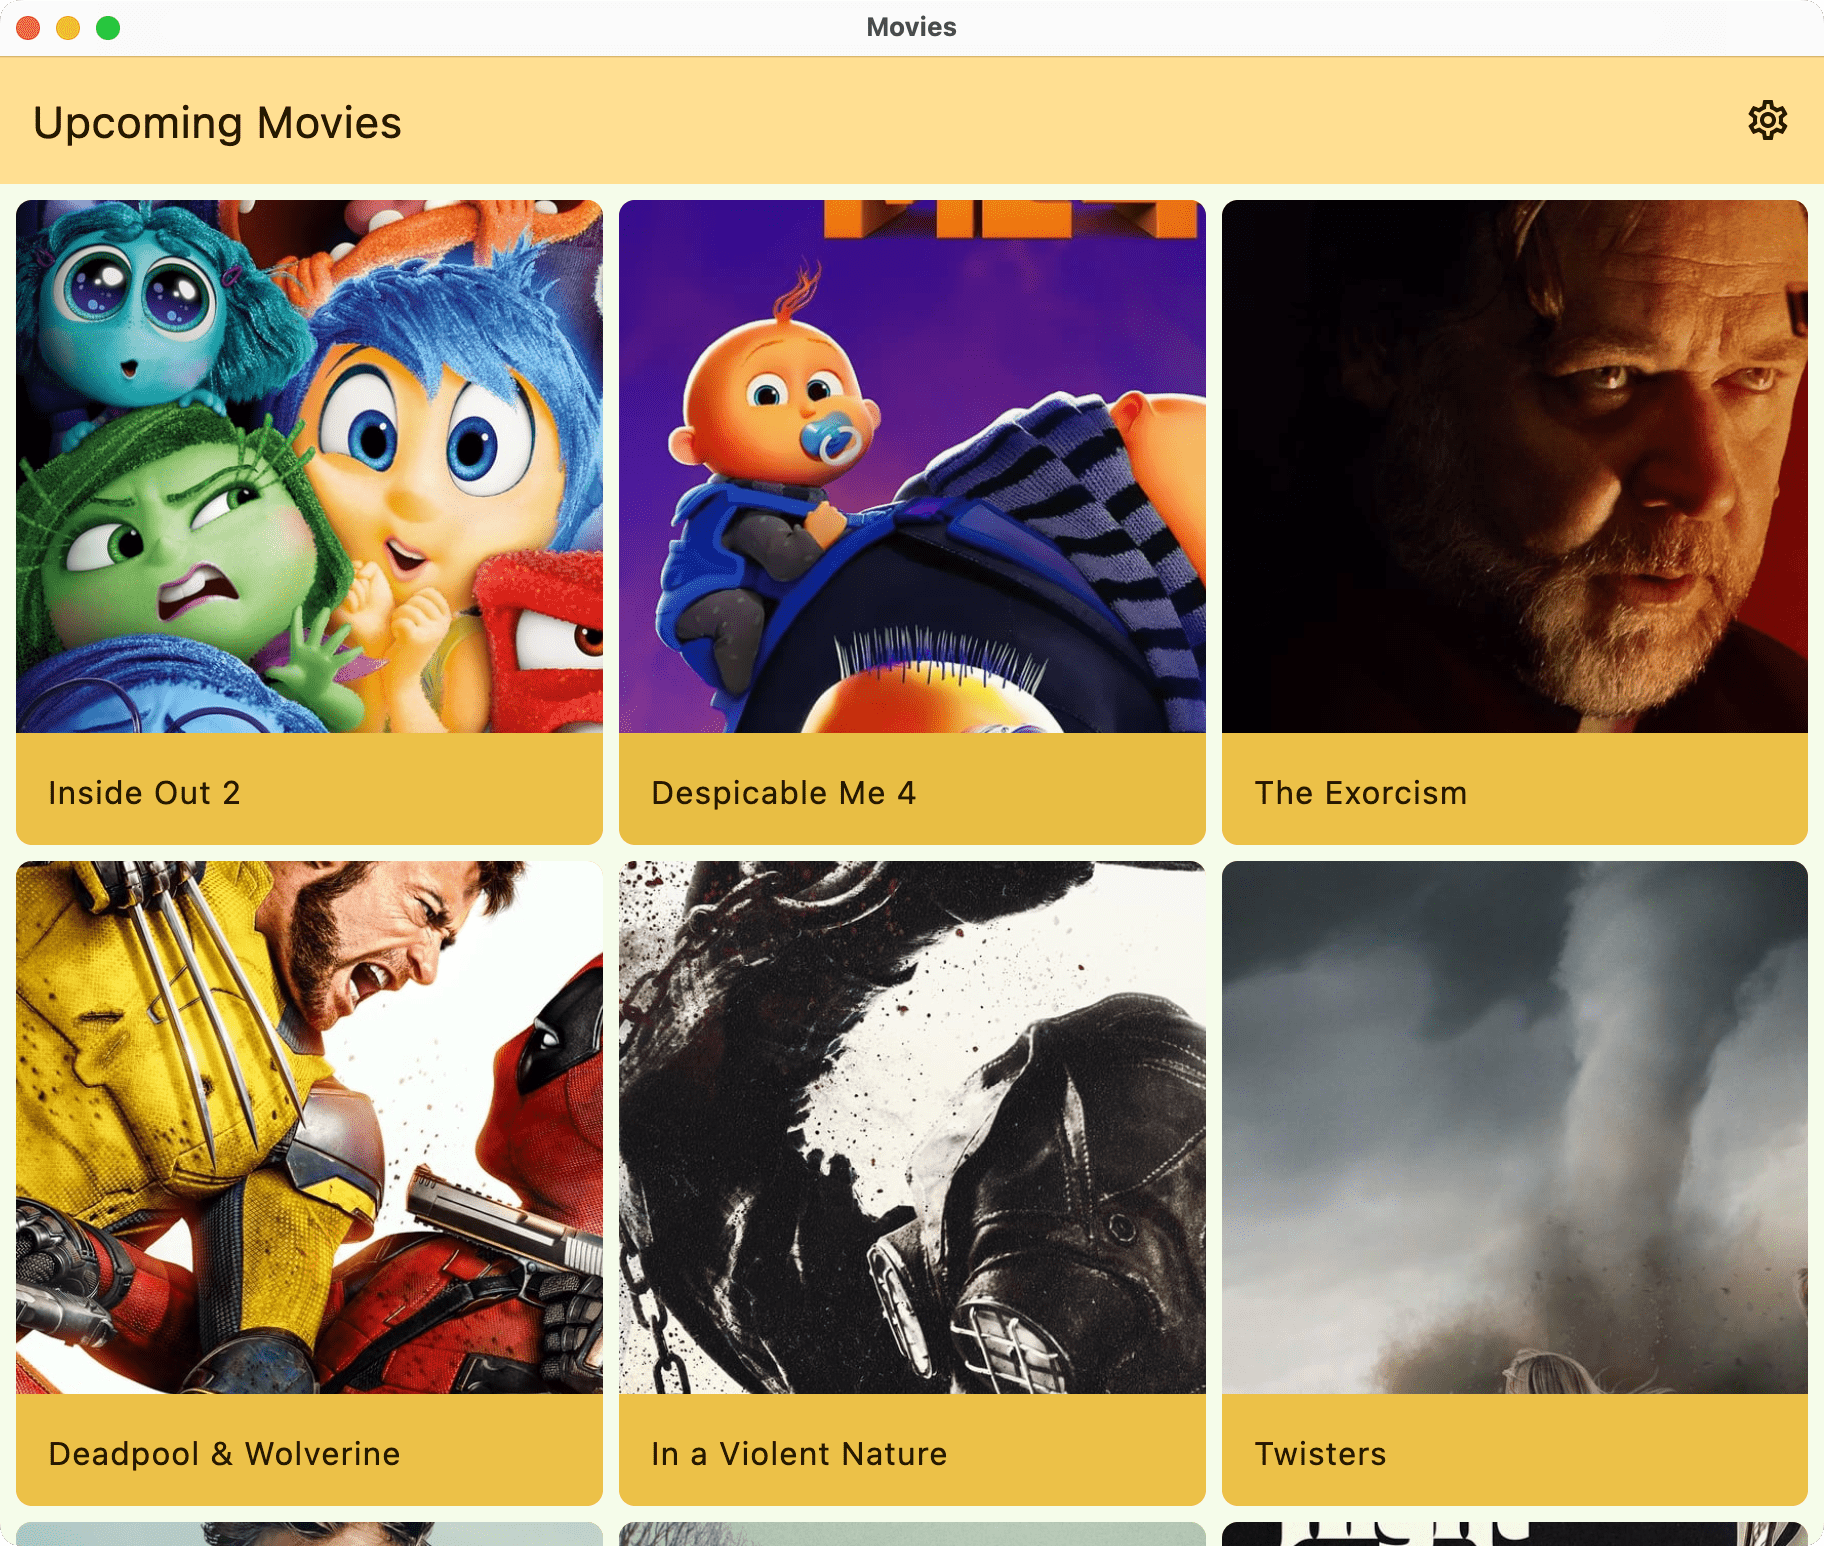 Movies
Upcoming Movies
Inside Out 2
Despicable Me 4
The Exorcism
Deadpool & Wolverine
In a Violent Nature
Twisters